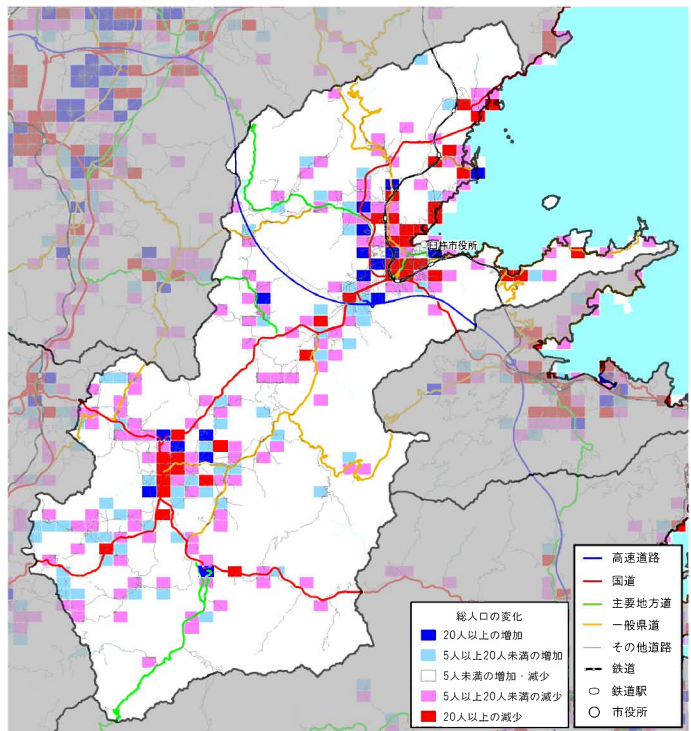 臼杵市役所
総人口の変化
20人以上の増加
5人以上20人未満の増加
5人未満の増加・減少
5人以上20人未満の減少
20人以上の減少
高速道路
国道
主要地方道
一般県道
その他道路
鉄道
鉄道駅
市役所